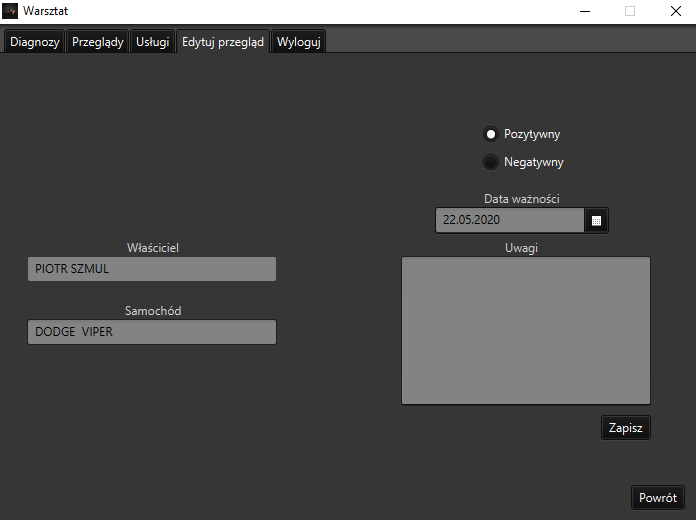 Warsztat
Diagnozy Przeglądy Usługi Edytuj przegląd Wyloguj
Pozytywny
Negatywny
Data ważności
22.05.2020
Właściciel
PIOTR SZMUL
Samochód
DODGE VIPER
Uwagi
Zapisz
Powrót